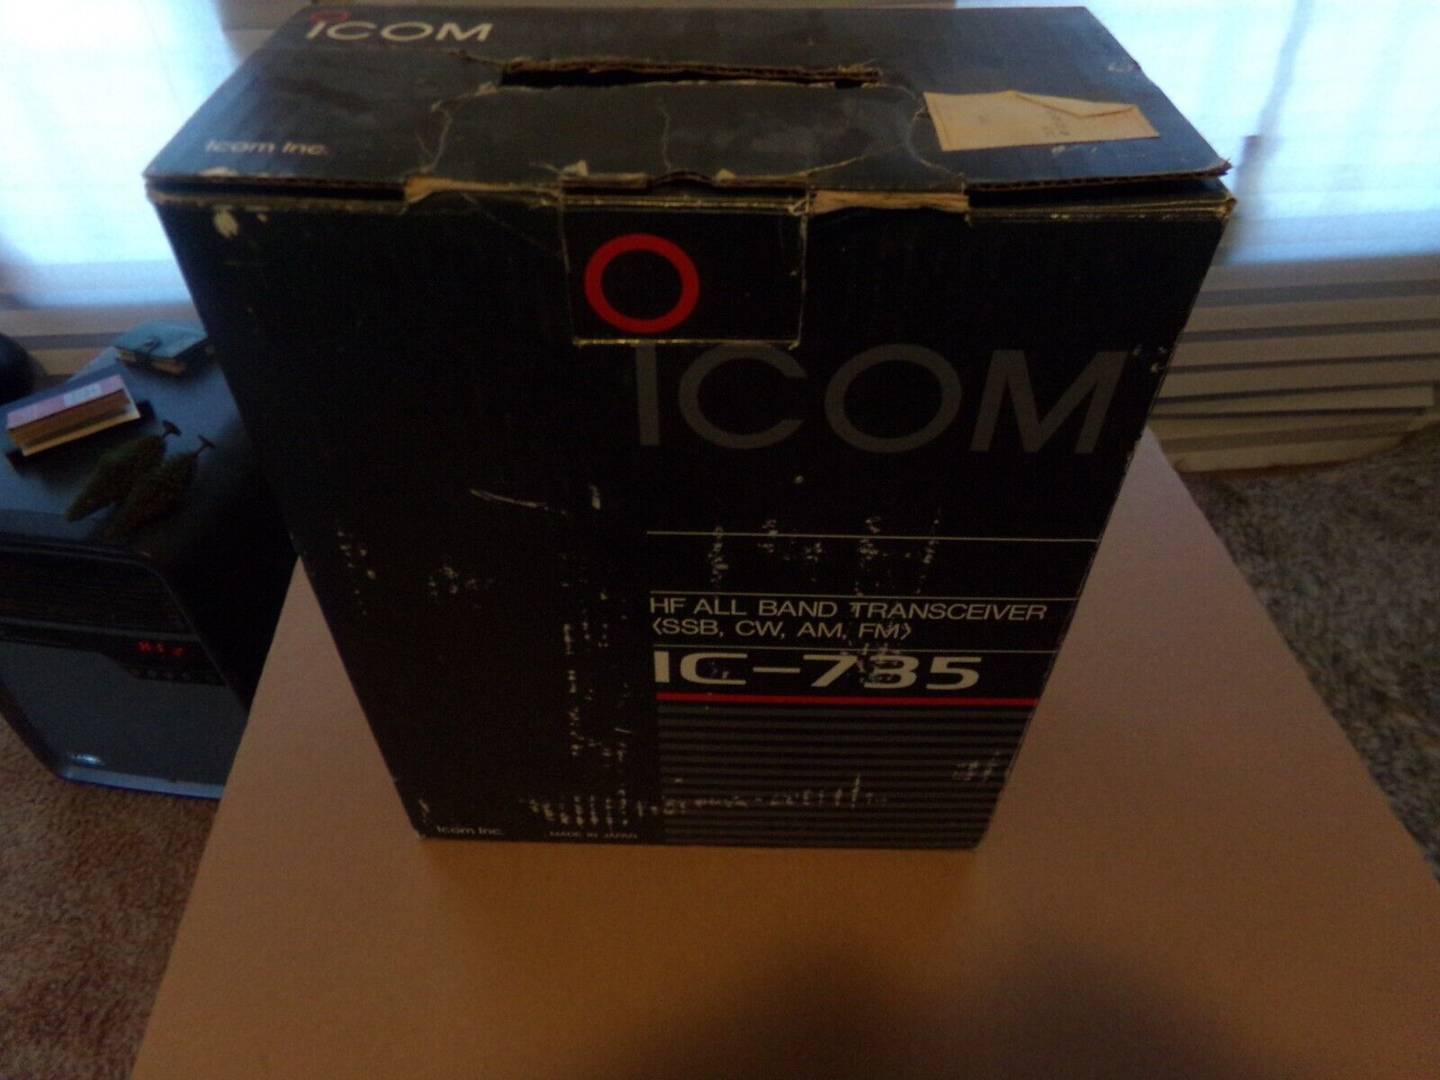 ICOM
Icom Inc.
ICOM
HF ALL BAND TRANSCEIVER
〈SSB, CW, AM, FM〉
IC-735
Icom Inc.
MADE IN JAPAN